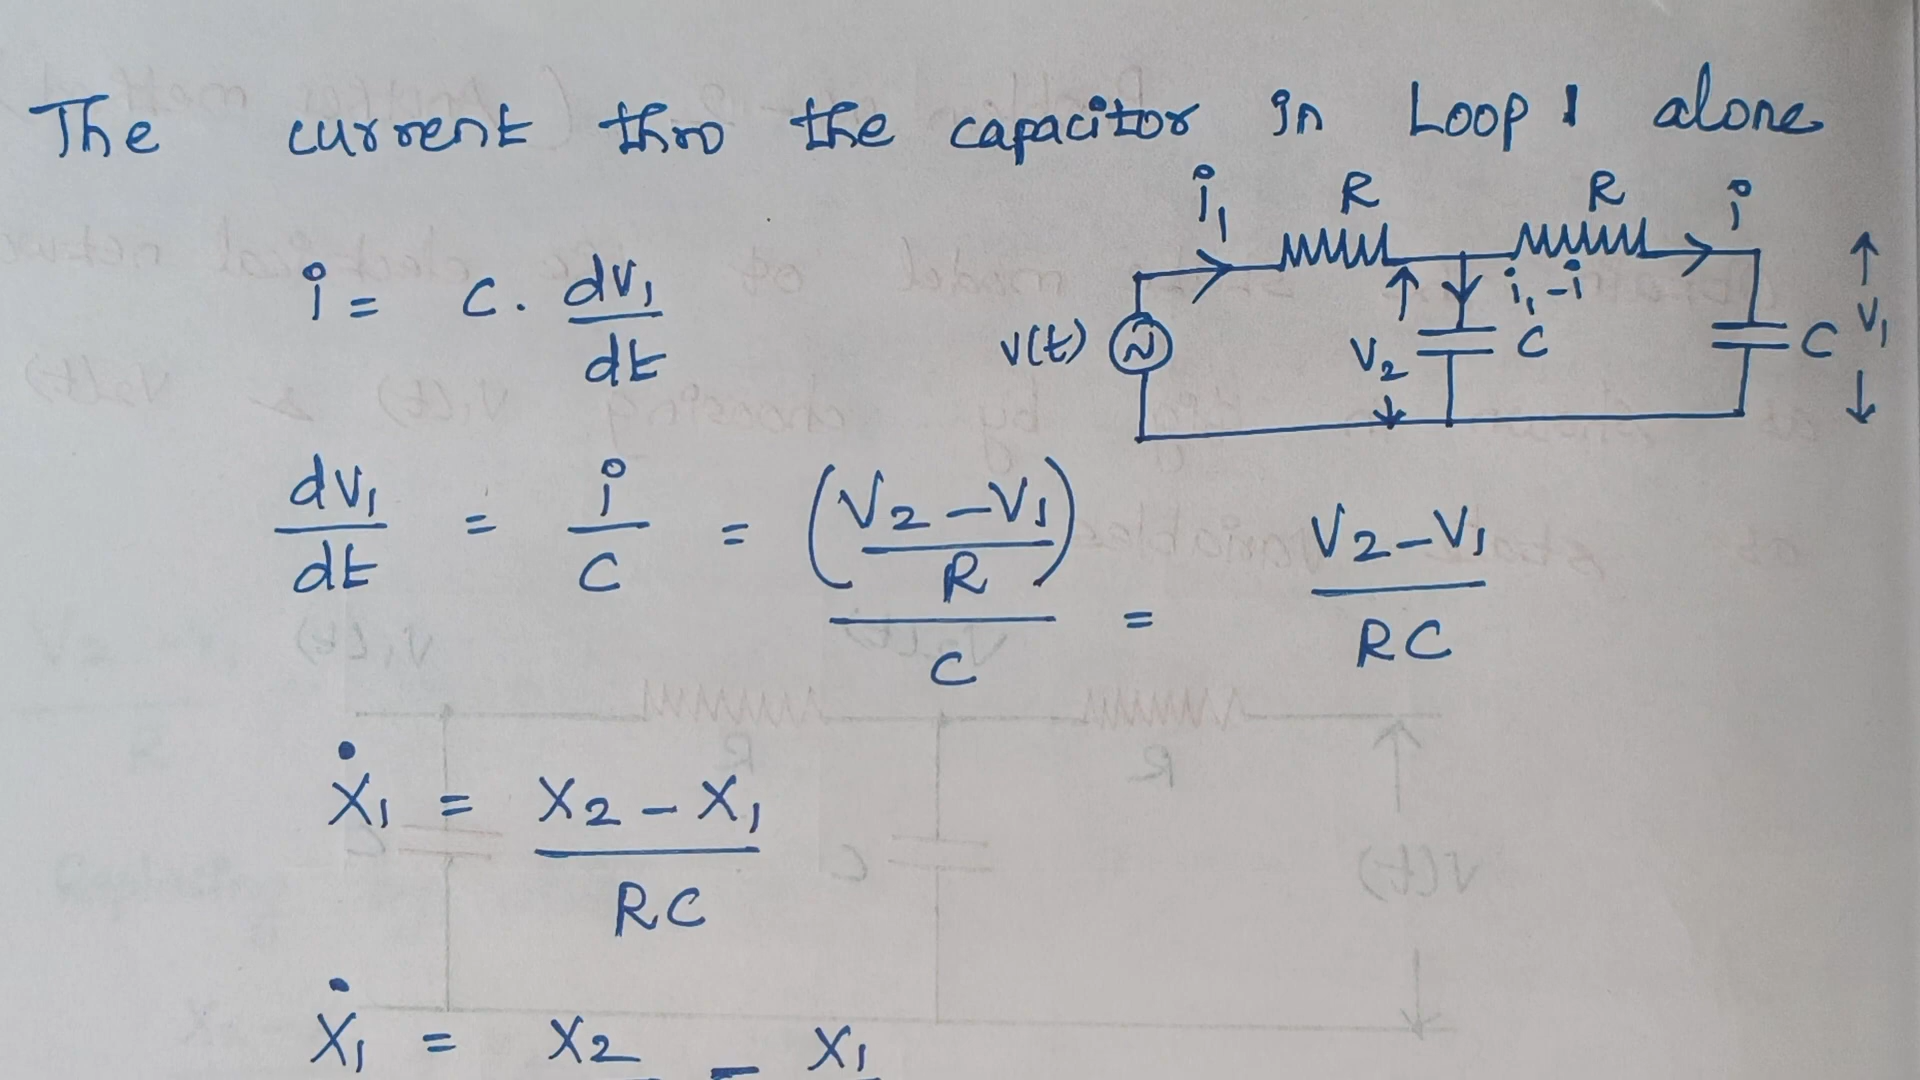 The current thro the capacitor in Loop 1 alone
i₁ R R i
i = C . dv₁/dt
v(t) V₂ i₁-i C C V₁
dv₁/dt = i/C = ((V₂-V₁)/R)/C = V₂-V₁/RC
ẋ₁ = x₂-x₁/RC
ẋ₁ = x₂ - x₁